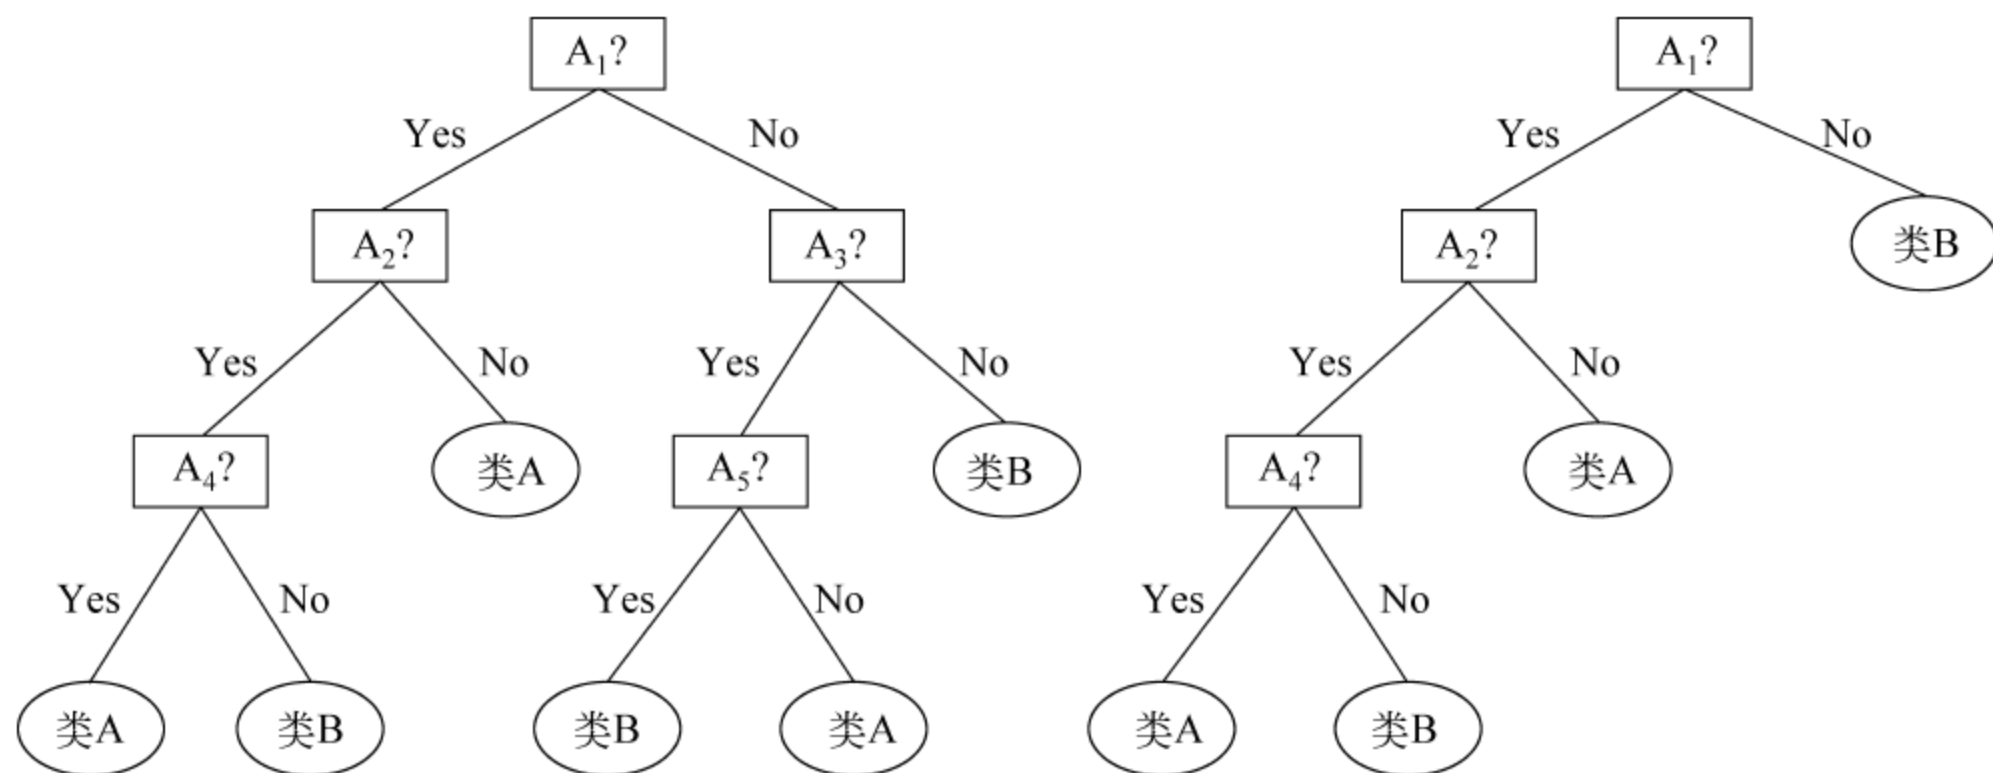 A₁? A₁?
Yes No Yes No
A₂? A₃? A₂? 类B
Yes No Yes No Yes No
A₄? 类A A₅? 类B A₄? 类A
Yes No Yes No Yes No
类A 类B 类B 类A 类A 类B